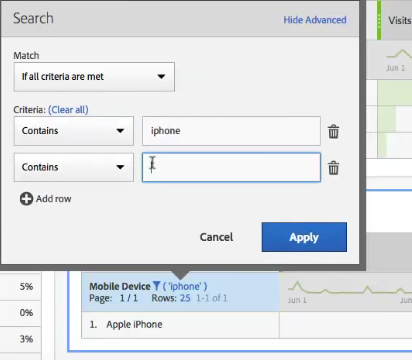 Search
Hide Advanced
Visits
Match
If all criteria are met
Jun 1
Criteria: (Clear all)
Contains
iphone
Contains
Add row
Cancel
Apply
5%
Mobile Device ( 'iphone' )
Page: 1 / 1 Rows: 25 1-1 of 1
Jun 1
Jun
0%
1. Apple iPhone
3%